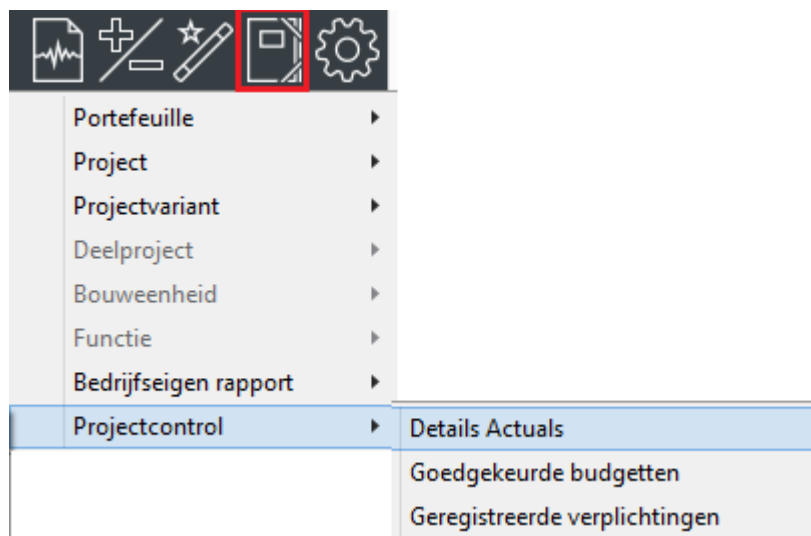 Portefeuille
Project
Projectvariant
Deelproject
Bouweenheid
Functie
Bedrijfseigen rapport
Projectcontrol
Details Actuals
Goedgekeurde budgetten
Geregistreerde verplichtingen